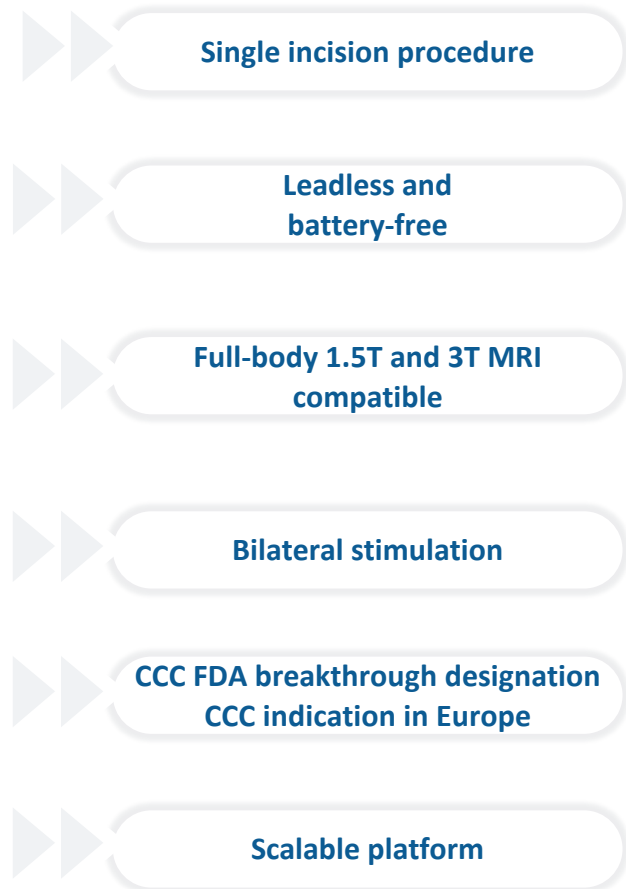 Single incision procedure
Leadless and
battery-free
Full-body 1.5T and 3T MRI
compatible
Bilateral stimulation
CCC FDA breakthrough designation
CCC indication in Europe
Scalable platform